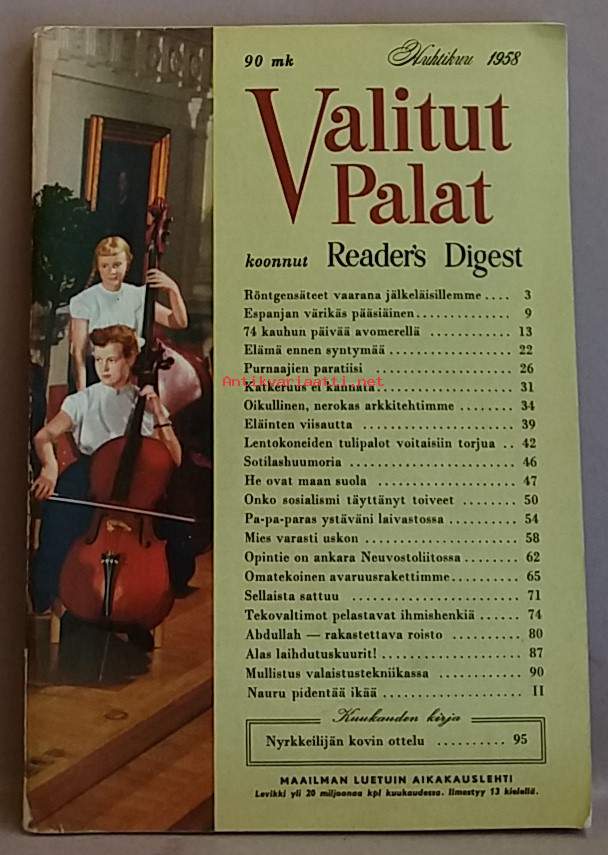 90 mk Huhtikuu 1958
Valitut
Palat
koonnut Reader's Digest
Röntgensäteet vaarana jälkeläisillemme .... 3
Espanjan värikäs pääsiäinen .............. 9
74 kauhun päivää avomerellä ............ 13
Elämä ennen syntymää .................. 22
Purnaajien paratiisi .................... 26
Antikvariaatti.net
Katkeruus ei kannata .................... 31
Oikullinen, nerokas arkkitehtimme ........ 34
Eläinten viisautta ...................... 39
Lentokoneiden tulipalot voitaisiin torjua .. 42
Sotilashuumoria ........................ 46
He ovat maan suola .................... 47
Onko sosialismi täyttänyt toiveet ........ 50
Pa-pa-paras ystäväni laivastossa .......... 54
Mies varasti uskon ...................... 58
Opintie on ankara Neuvostoliitossa ........ 62
Omatekoinen avaruusrakettimme .......... 65
Sellaista sattuu ........................ 71
Tekovaltimot pelastavat ihmishenkiä ...... 74
Abdullah — rakastettava roisto .......... 80
Alas laihdutuskuurit! .................... 87
Mullistus valaistustekniikassa ............ 90
Nauru pidentää ikää .................... II
Kuukauden kirja
Nyrkkeilijän kovin ottelu .......... 95
MAAILMAN LUETUIN AIKAKAUSLEHTI
Levikki yli 20 miljoonaa kpl kuukaudessa. Ilmestyy 13 kielellä.